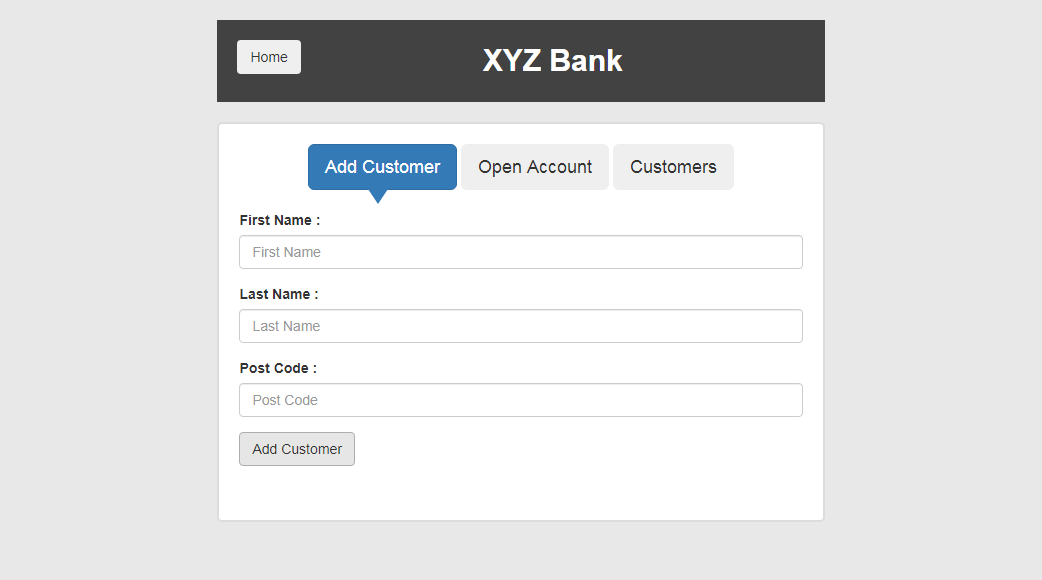 Home
XYZ Bank
Add Customer
Open Account
Customers
First Name :
First Name
Last Name :
Last Name
Post Code :
Post Code
Add Customer